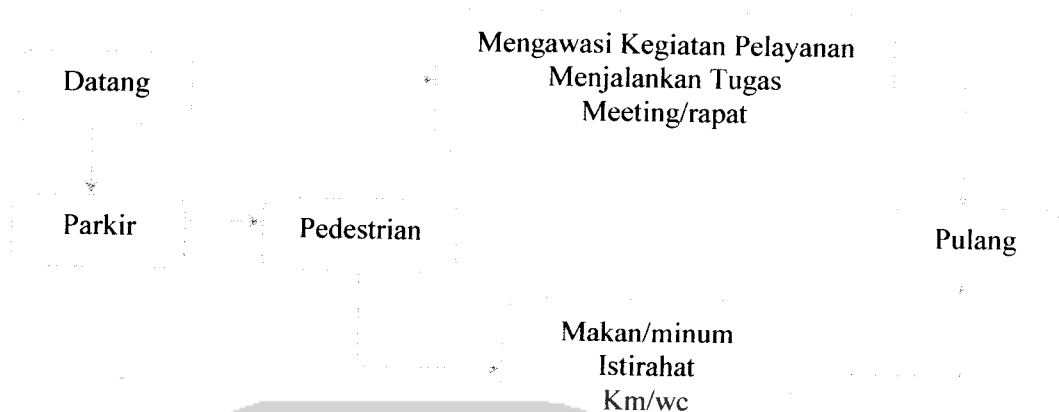 Datang
Mengawasi Kegiatan Pelayanan
Menjalankan Tugas
Meeting/rapat
Parkir
Pedestrian
Pulang
Makan/minum
Istirahat
Km/wc